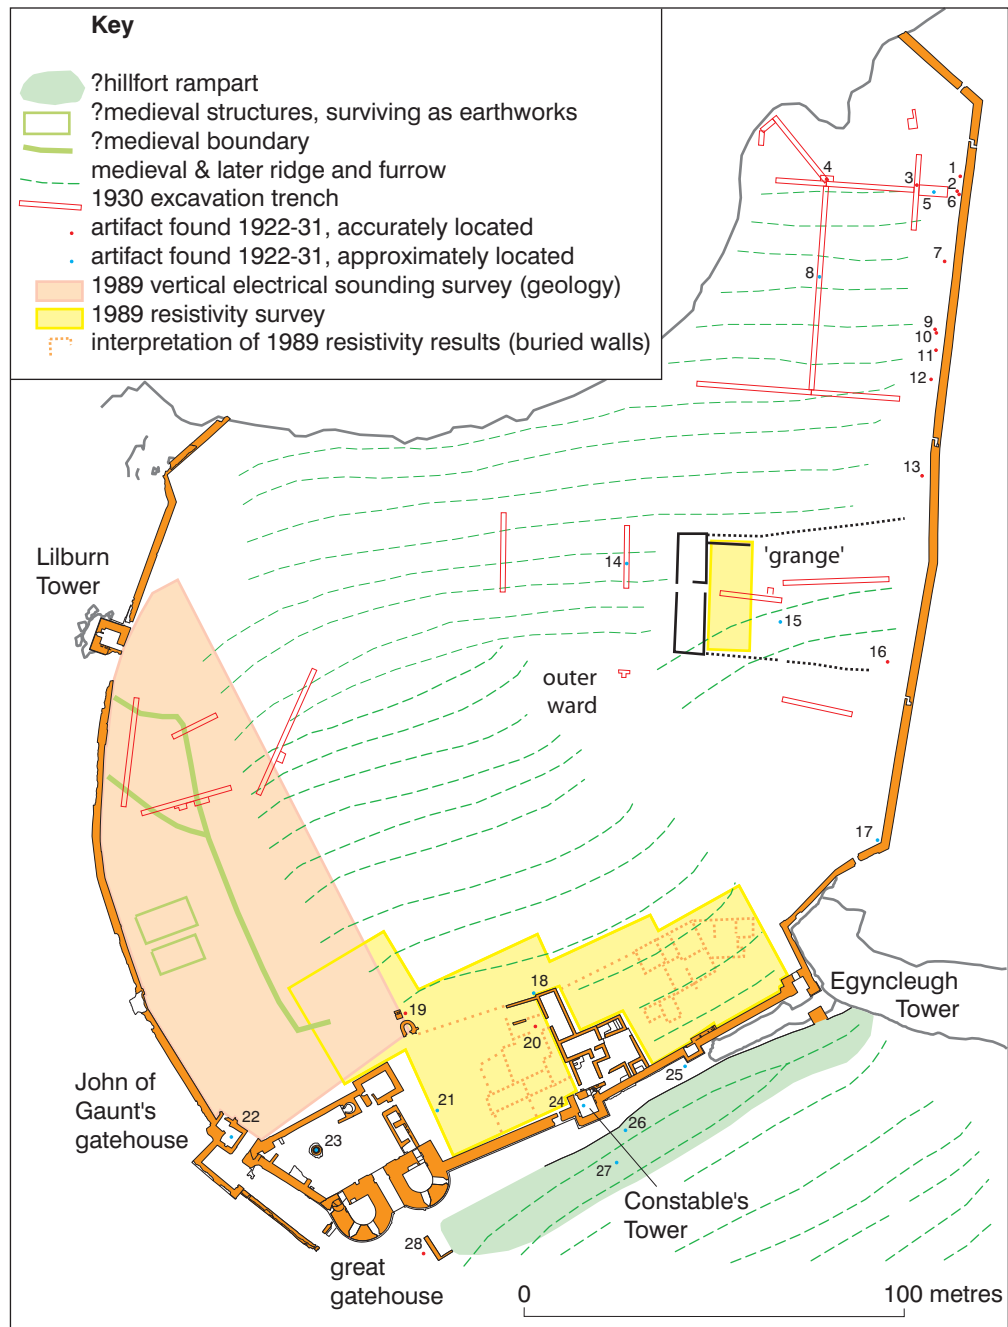 Key
?hillfort rampart
?medieval structures, surviving as earthworks
?medieval boundary
medieval & later ridge and furrow
1930 excavation trench
artifact found 1922-31, accurately located
artifact found 1922-31, approximately located
1989 vertical electrical sounding survey (geology)
1989 resistivity survey
interpretation of 1989 resistivity results (buried walls)
1
2
3
4
5
6
7
8
9
10
11
12
13
Lilburn
Tower
14
'grange'
15
16
outer
ward
17
18
19
20
Egyncleugh
Tower
John of
Gaunt's
gatehouse
21
22
23
24
25
26
27
Constable's
Tower
28
great
gatehouse
0
100 metres